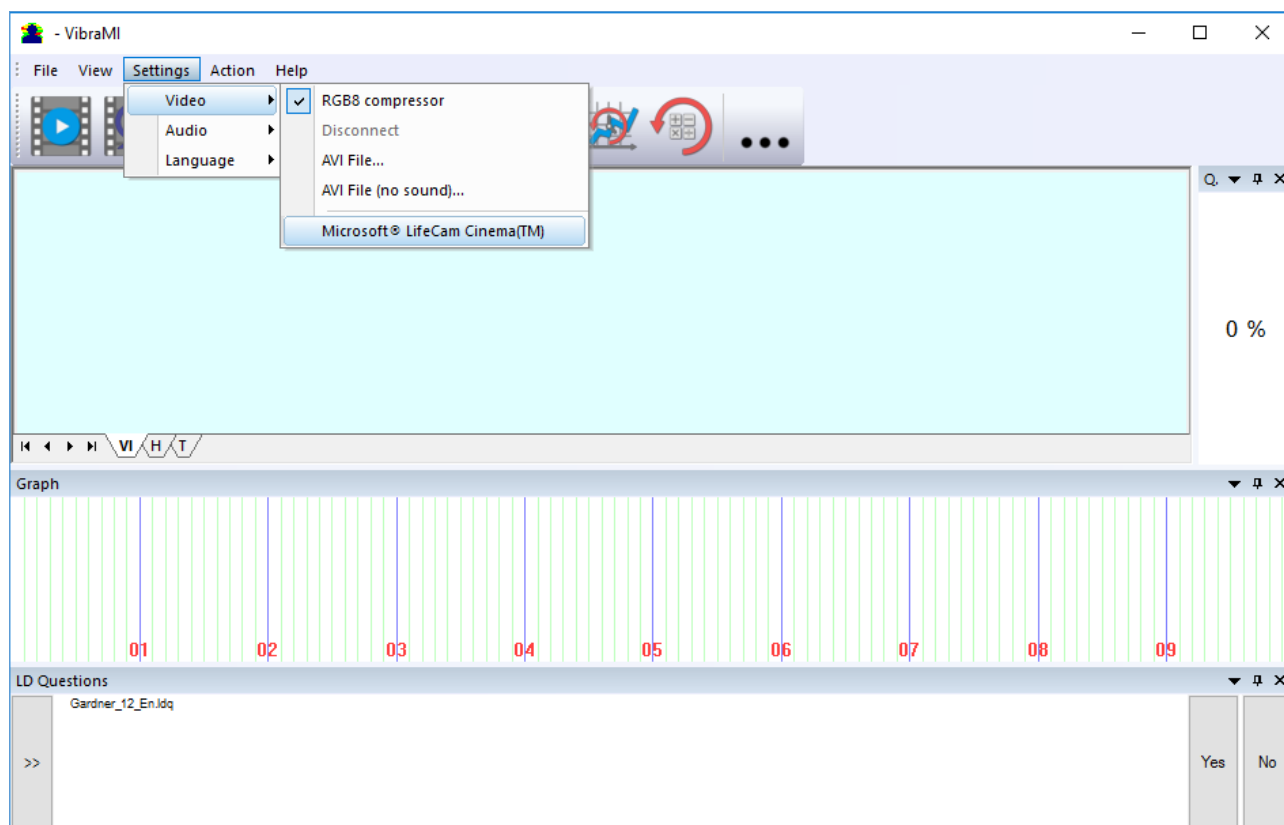 - VibraMI
File View Settings Action Help
Video
Audio
Language
RGB8 compressor
Disconnect
AVI File...
AVI File (no sound)...
Microsoft® LifeCam Cinema(TM)
Q.
0 %
VI H T
Graph
01 02 03 04 05 06 07 08 09
LD Questions
Gardner_12_En.ldq
>>
Yes No